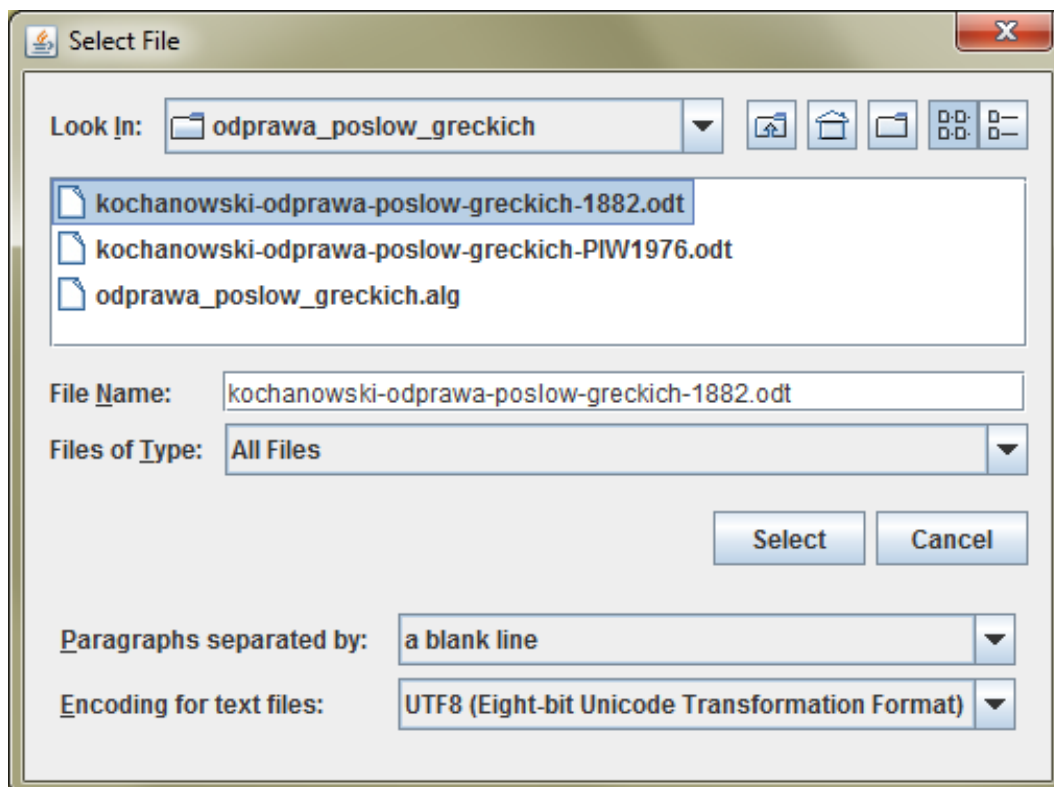 Select File
Look In: odprawa_poslow_greckich
kochanowski-odprawa-poslow-greckich-1882.odt
kochanowski-odprawa-poslow-greckich-PIW1976.odt
odprawa_poslow_greckich.alg
File Name: kochanowski-odprawa-poslow-greckich-1882.odt
Files of Type: All Files
Select Cancel
Paragraphs separated by: a blank line
Encoding for text files: UTF8 (Eight-bit Unicode Transformation Format)